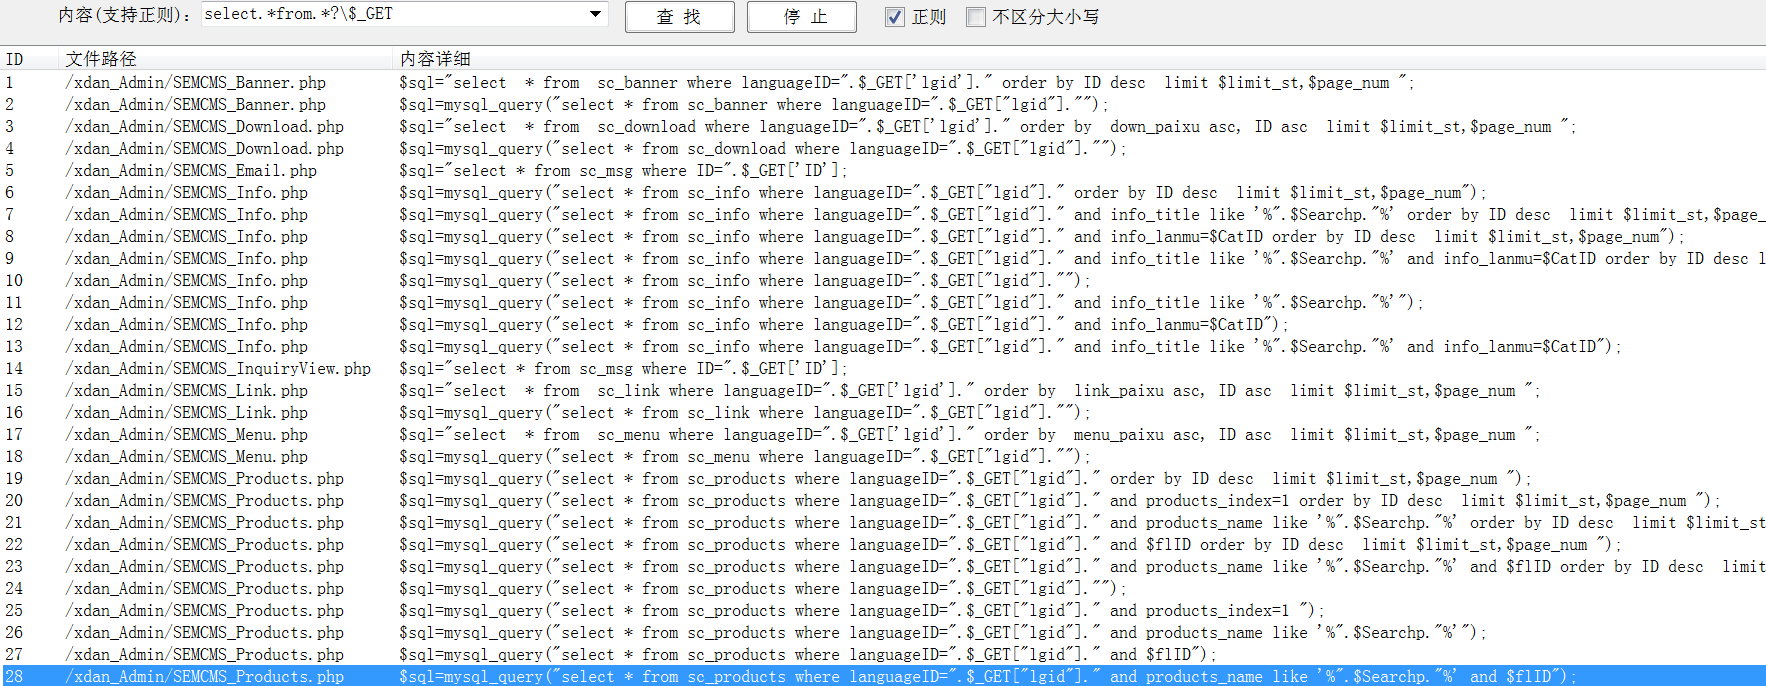 内容(支持正则): select.*from.*?\$_GET 查 找 停 止 正则 不区分大小写
ID 文件路径 内容详细
1 /xdan_Admin/SEMCMS_Banner.php $sql="select  * from  sc_banner where languageID=".$_GET['lgid']." order by ID desc  limit $limit_st,$page_num ";
2 /xdan_Admin/SEMCMS_Banner.php $sql=mysql_query("select * from sc_banner where languageID=".$_GET["lgid"]."");
3 /xdan_Admin/SEMCMS_Download.php $sql="select  * from  sc_download where languageID=".$_GET['lgid']." order by  down_paixu asc, ID asc  limit $limit_st,$page_num ";
4 /xdan_Admin/SEMCMS_Download.php $sql=mysql_query("select * from sc_download where languageID=".$_GET["lgid"]."");
5 /xdan_Admin/SEMCMS_Email.php $sql="select * from sc_msg where ID=".$_GET['ID'];
6 /xdan_Admin/SEMCMS_Info.php $sql=mysql_query("select * from sc_info where languageID=".$_GET["lgid"]." order by ID desc  limit $limit_st,$page_num");
7 /xdan_Admin/SEMCMS_Info.php $sql=mysql_query("select * from sc_info where languageID=".$_GET["lgid"]." and info_title like '%".$Searchp."%' order by ID desc  limit $limit_st,$page_
8 /xdan_Admin/SEMCMS_Info.php $sql=mysql_query("select * from sc_info where languageID=".$_GET["lgid"]." and info_lanmu=$CatID order by ID desc  limit $limit_st,$page_num");
9 /xdan_Admin/SEMCMS_Info.php $sql=mysql_query("select * from sc_info where languageID=".$_GET["lgid"]." and info_title like '%".$Searchp."%' and info_lanmu=$CatID order by ID desc l
10 /xdan_Admin/SEMCMS_Info.php $sql=mysql_query("select * from sc_info where languageID=".$_GET["lgid"]."");
11 /xdan_Admin/SEMCMS_Info.php $sql=mysql_query("select * from sc_info where languageID=".$_GET["lgid"]." and info_title like '%".$Searchp."%'");
12 /xdan_Admin/SEMCMS_Info.php $sql=mysql_query("select * from sc_info where languageID=".$_GET["lgid"]." and info_lanmu=$CatID");
13 /xdan_Admin/SEMCMS_Info.php $sql=mysql_query("select * from sc_info where languageID=".$_GET["lgid"]." and info_title like '%".$Searchp."%' and info_lanmu=$CatID");
14 /xdan_Admin/SEMCMS_InquiryView.php $sql="select * from sc_msg where ID=".$_GET['ID'];
15 /xdan_Admin/SEMCMS_Link.php $sql="select  * from  sc_link where languageID=".$_GET['lgid']." order by  link_paixu asc, ID asc  limit $limit_st,$page_num ";
16 /xdan_Admin/SEMCMS_Link.php $sql=mysql_query("select * from sc_link where languageID=".$_GET["lgid"]."");
17 /xdan_Admin/SEMCMS_Menu.php $sql="select  * from  sc_menu where languageID=".$_GET['lgid']." order by  menu_paixu asc, ID asc  limit $limit_st,$page_num ";
18 /xdan_Admin/SEMCMS_Menu.php $sql=mysql_query("select * from sc_menu where languageID=".$_GET["lgid"]."");
19 /xdan_Admin/SEMCMS_Products.php $sql=mysql_query("select * from sc_products where languageID=".$_GET["lgid"]." order by ID desc  limit $limit_st,$page_num ");
20 /xdan_Admin/SEMCMS_Products.php $sql=mysql_query("select * from sc_products where languageID=".$_GET["lgid"]." and products_index=1 order by ID desc  limit $limit_st,$page_num ");
21 /xdan_Admin/SEMCMS_Products.php $sql=mysql_query("select * from sc_products where languageID=".$_GET["lgid"]." and products_name like '%".$Searchp."%' order by ID desc  limit $limit_st
22 /xdan_Admin/SEMCMS_Products.php $sql=mysql_query("select * from sc_products where languageID=".$_GET["lgid"]." and $flID order by ID desc  limit $limit_st,$page_num ");
23 /xdan_Admin/SEMCMS_Products.php $sql=mysql_query("select * from sc_products where languageID=".$_GET["lgid"]." and products_name like '%".$Searchp."%' and $flID order by ID desc  limit
24 /xdan_Admin/SEMCMS_Products.php $sql=mysql_query("select * from sc_products where languageID=".$_GET["lgid"]."");
25 /xdan_Admin/SEMCMS_Products.php $sql=mysql_query("select * from sc_products where languageID=".$_GET["lgid"]." and products_index=1 ");
26 /xdan_Admin/SEMCMS_Products.php $sql=mysql_query("select * from sc_products where languageID=".$_GET["lgid"]." and products_name like '%".$Searchp."%'");
27 /xdan_Admin/SEMCMS_Products.php $sql=mysql_query("select * from sc_products where languageID=".$_GET["lgid"]." and $flID");
28 /xdan_Admin/SEMCMS_Products.php $sql=mysql_query("select * from sc_products where languageID=".$_GET["lgid"]." and products_name like '%".$Searchp."%' and $flID");